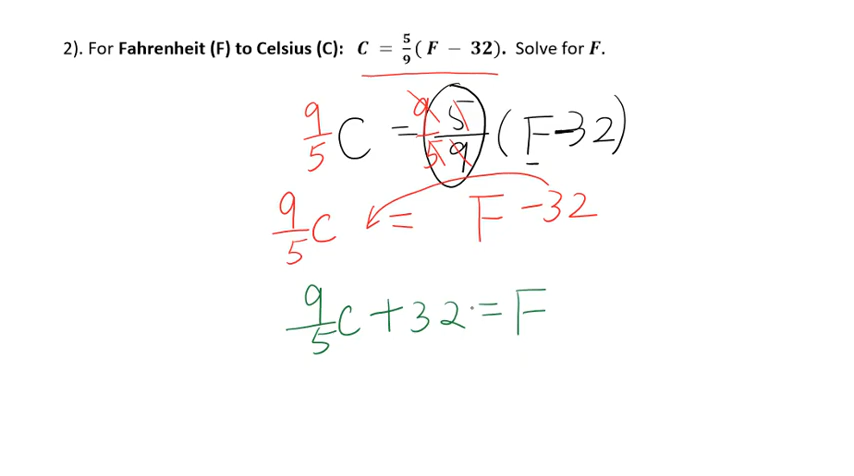 2). For Fahrenheit (F) to Celsius (C): C = 5/9 ( F − 32). Solve for F.
9/5 C = 9/5 5/9 (F-32)
9/5 C = F -32
9/5 C + 32 = F